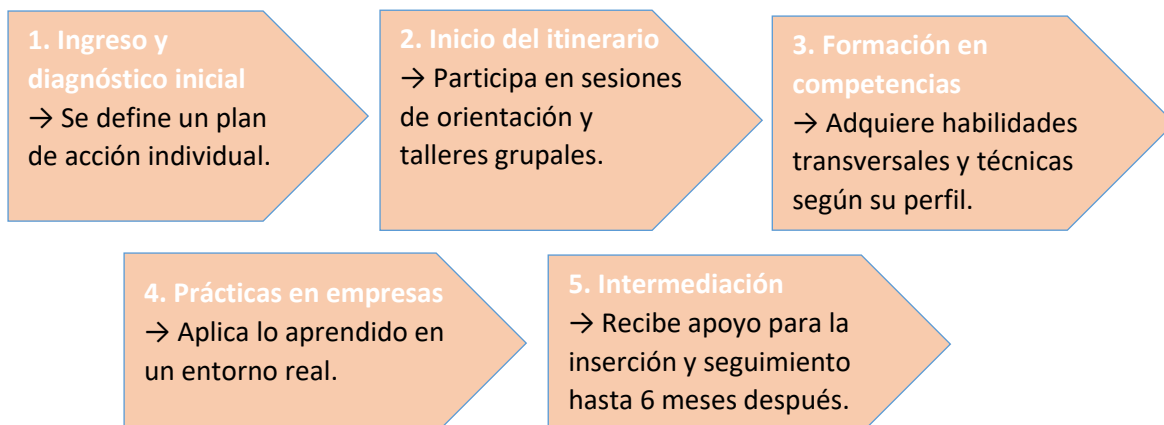 1. Ingreso y
diagnóstico inicial
→ Se define un plan
de acción individual.
2. Inicio del itinerario
→ Participa en sesiones
de orientación y
talleres grupales.
3. Formación en
competencias
→ Adquiere habilidades
transversales y técnicas
según su perfil.
4. Prácticas en empresas
→ Aplica lo aprendido en
un entorno real.
5. Intermediación
→ Recibe apoyo para la
inserción y seguimiento
hasta 6 meses después.